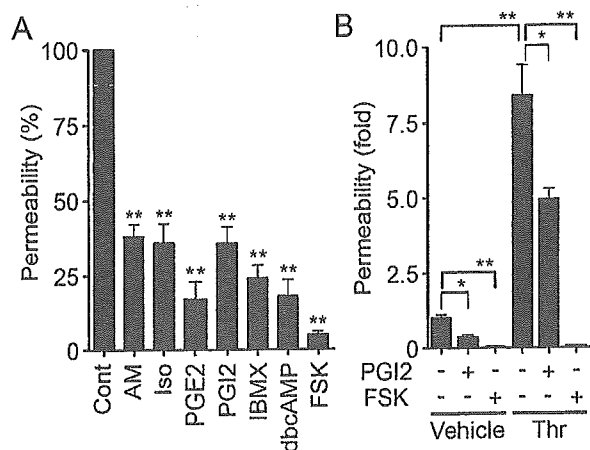 A
Permeability (%)
100
75
50
25
0
** ** ** ** ** ** **
Cont AM Iso PGE2 PGI2 IBMX dbcAMP FSK
B
Permeability (fold)
10.0
7.5
5.0
2.5
0
** **
*
**
*
PGI2 - + - - + -
FSK - - + - - +
Vehicle Thr